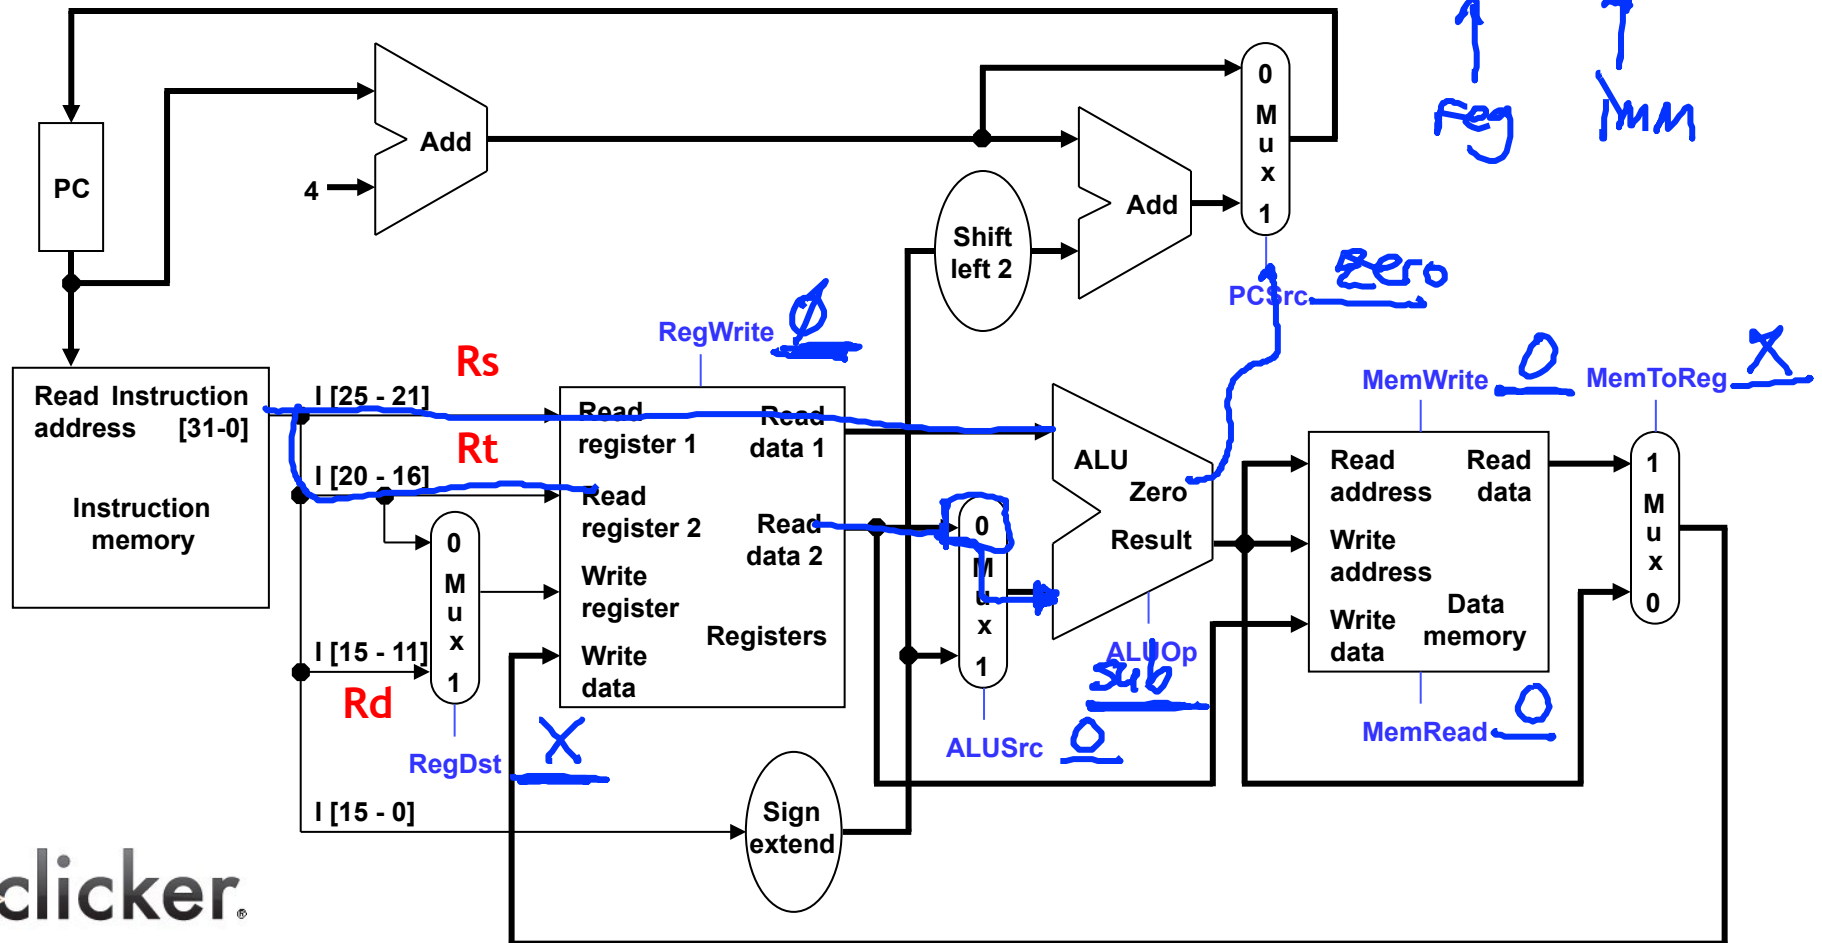 reg
imm
0
M
u
x
1
Add
PC
4
Add
Shift
left 2
zero
PCSrc
RegWrite 0
MemWrite 0
MemToReg X
Rs
Read Instruction
address [31-0]
Instruction
memory
I [25 - 21]
Rt
I [20 - 16]
I [15 - 11]
Rd
I [15 - 0]
0
M
u
x
1
RegDst X
Read
register 1
Read
data 1
Read
register 2
Read
data 2
Write
register
Registers
Write
data
0
M
u
x
1
ALUSrc 0
ALU
Zero
Result
ALUOp
sub
Read
address
Read
data
Write
address
Data
memory
Write
data
MemRead 0
1
M
u
x
0
Sign
extend
clicker®